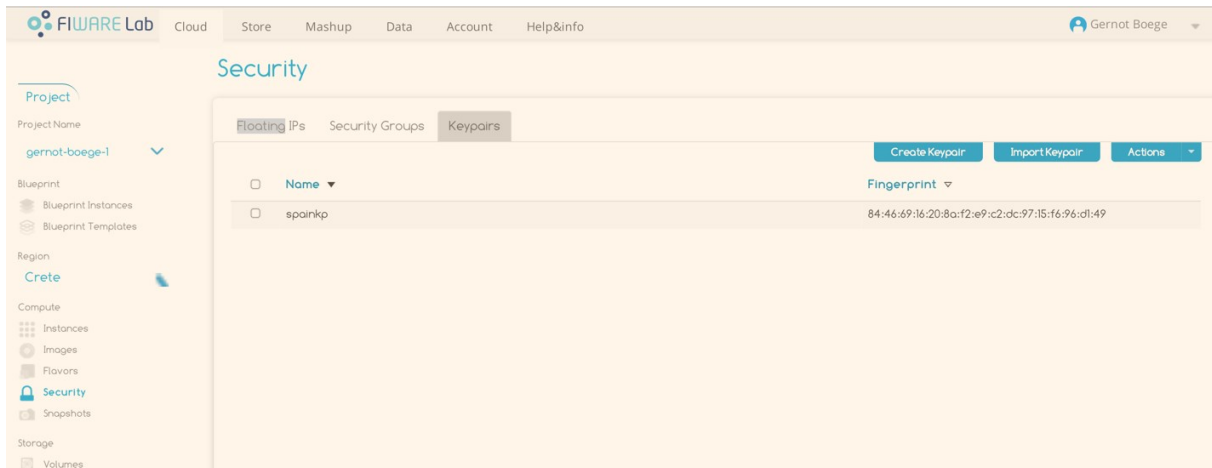 FIWARE Lab Cloud Store Mashup Data Account Help&info Gernot Boege
Security
Project
Project Name
gernot-boege-1
Blueprint
Blueprint Instances
Blueprint Templates
Region
Crete
Compute
Instances
Images
Flavors
Security
Snapshots
Storage
Volumes
Floating IPs Security Groups Keypairs
Create Keypair Import Keypair Actions
Name Fingerprint
spainkp 84:46:69:16:20:8a:f2:e9:c2:dc:97:15:f6:96:d1:49